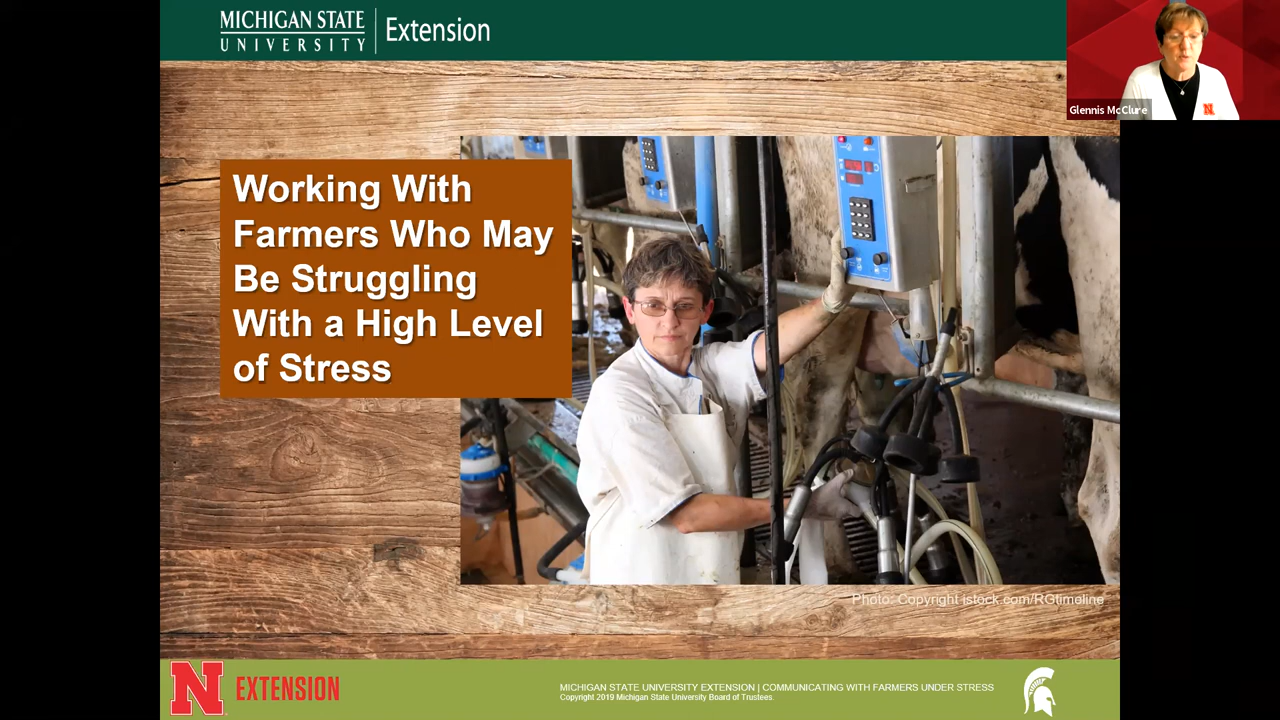 MICHIGAN STATE
UNIVERSITY
Extension
Glennis McClure
N
Working With
Farmers Who May
Be Struggling
With a High Level
of Stress
Photo: Copyright istock.com/RGtimeline
N EXTENSION
MICHIGAN STATE UNIVERSITY EXTENSION | COMMUNICATING WITH FARMERS UNDER STRESS
Copyright 2019 Michigan State University Board of Trustees.